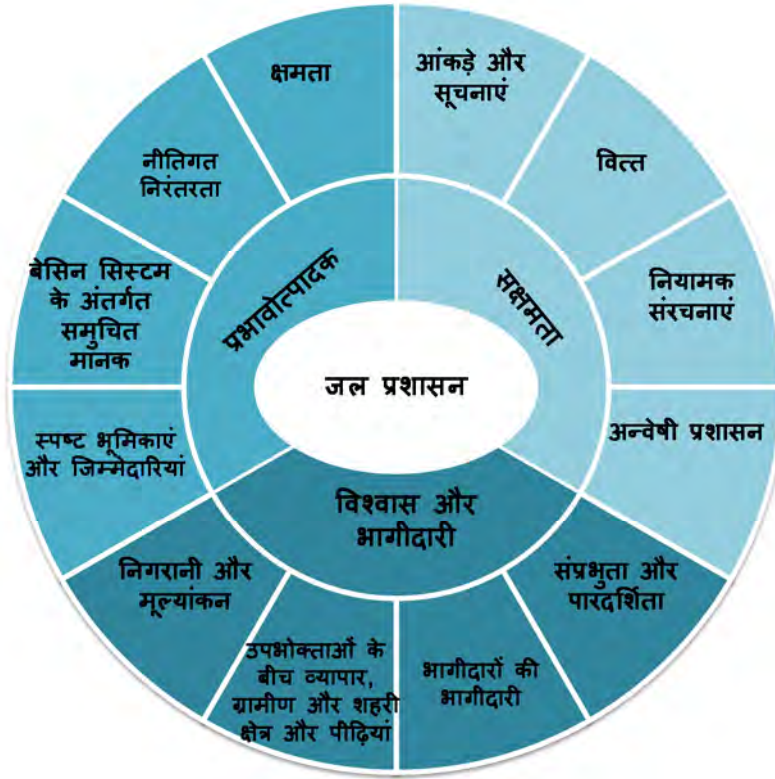 क्षमता
आंकड़े और
सूचनाएं
वित्त
नियामक
संरचनाएं
अन्वेषी प्रशासन
संप्रभुता और
पारदर्शिता
भागीदारों की
भागीदारी
उपभोक्ताओं के
बीच व्यापार,
ग्रामीण और शहरी
क्षेत्र और पीढ़ियां
निगरानी और
मूल्यांकन
स्पष्ट भूमिकाएं
और जिम्मेदारियां
बेसिन सिस्टम
के अंतर्गत
समुचित
मानक
नीतिगत
निरंतरता
प्रभावोत्पादक
सक्षमता
विश्वास और
भागीदारी
जल प्रशासन